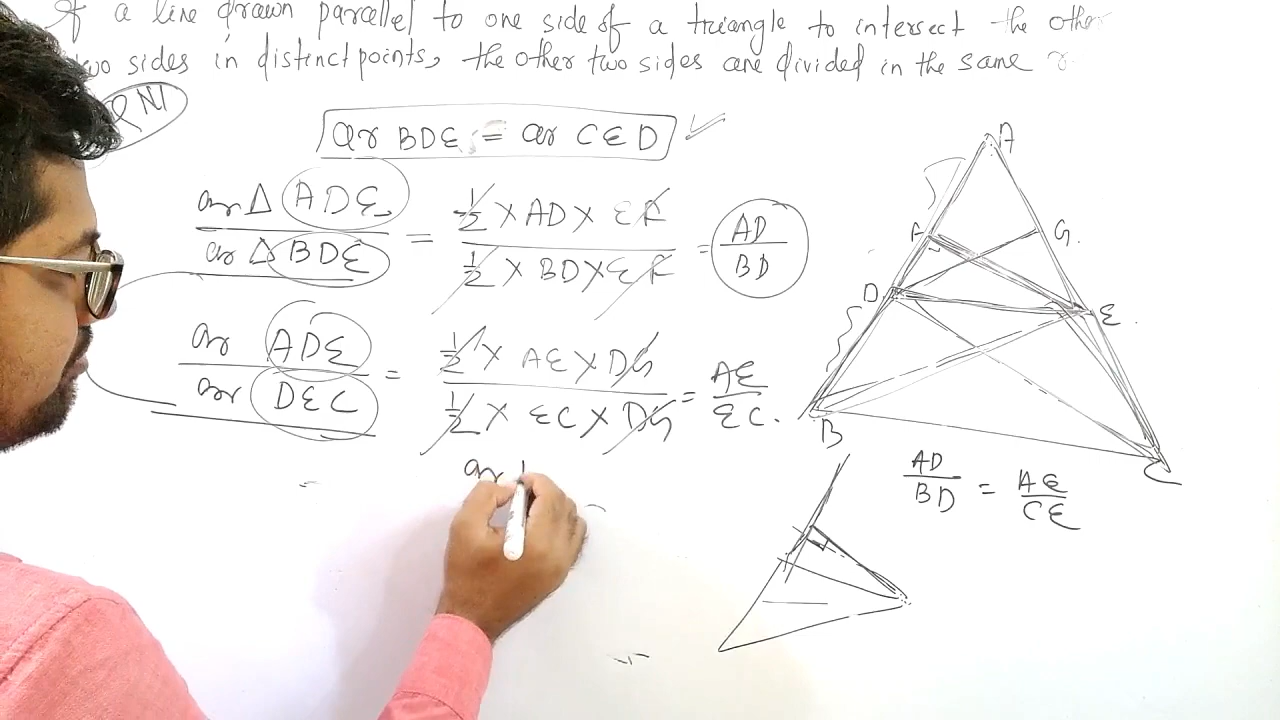 If a line drawn parallel to one side of a triangle to intersect the other
two sides in distinct points, the other two sides are divided in the same r
ar BDE = ar CED ✓
ar Δ ADE / ar Δ BDE = ½ × AD × EF / ½ × BD × EF = AD / BD
ar ADE / ar DEC = ½ × AE × DG / ½ × EC × DG = AE / EC.
ar
A
F
G.
D
E.
B
C
AD / BD = AE / CE